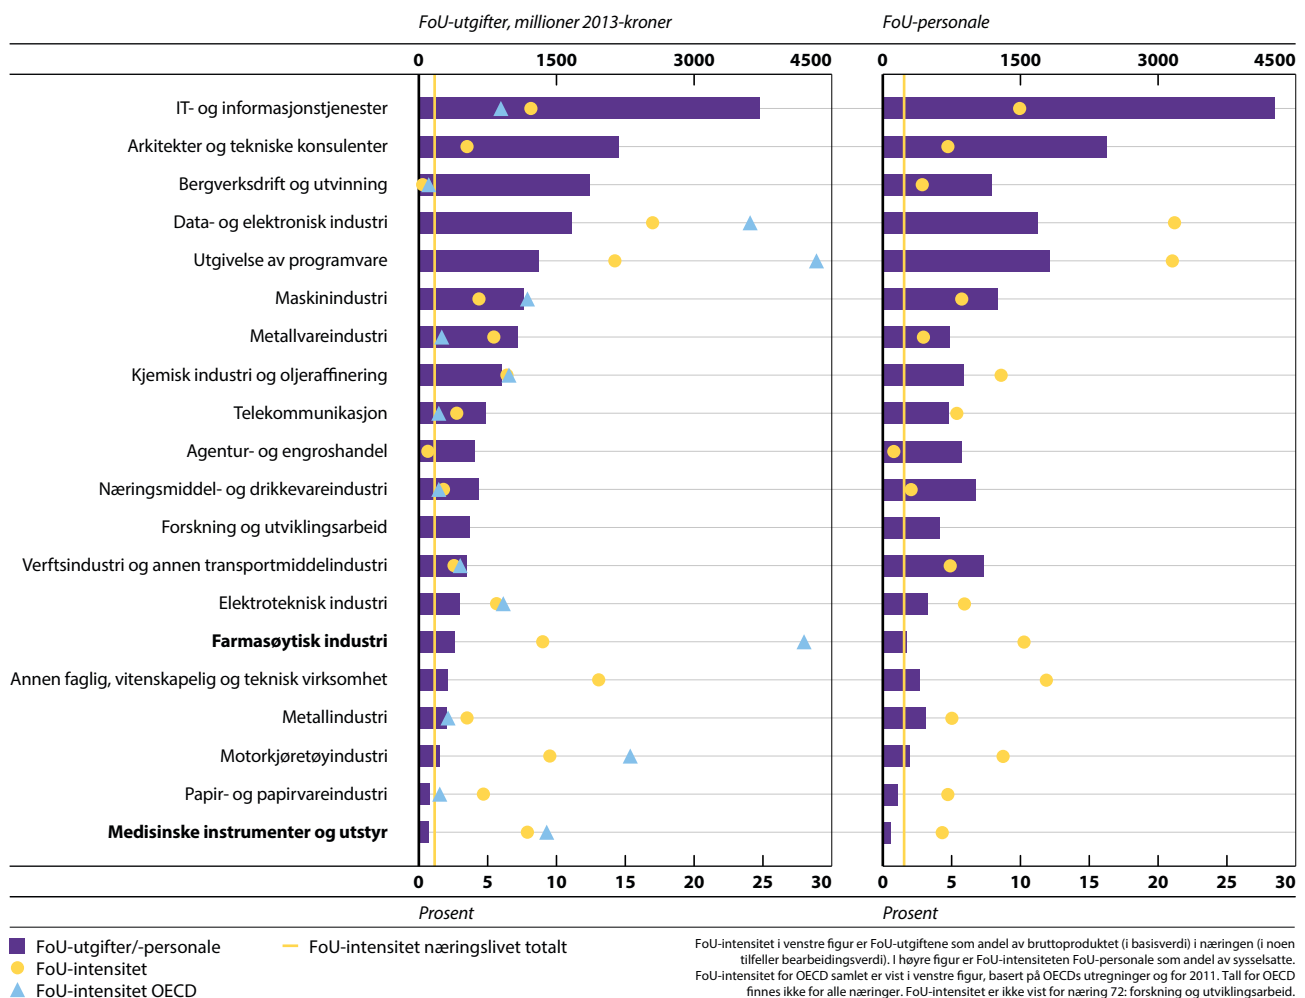 FoU-utgifter, millioner 2013-kroner
FoU-personale
0 1500 3000 4500
0 1500 3000 4500
IT- og informasjonstjenester
Arkitekter og tekniske konsulenter
Bergverksdrift og utvinning
Data- og elektronisk industri
Utgivelse av programvare
Maskinindustri
Metallvareindustri
Kjemisk industri og oljeraffinering
Telekommunikasjon
Agentur- og engroshandel
Næringsmiddel- og drikkevareindustri
Forskning og utviklingsarbeid
Verftsindustri og annen transportmiddelindustri
Elektroteknisk industri
Farmasøytisk industri
Annen faglig, vitenskapelig og teknisk virksomhet
Metallindustri
Motorkjøretøyindustri
Papir- og papirvareindustri
Medisinske instrumenter og utstyr
0 5 10 15 20 25 30
0 5 10 15 20 25 30
Prosent
Prosent
FoU-utgifter/-personale
FoU-intensitet næringslivet totalt
FoU-intensitet
FoU-intensitet OECD
FoU-intensitet i venstre figur er FoU-utgiftene som andel av bruttoproduktet (i basisverdi) i næringen (i noen
tilfeller bearbeidingsverdi). I høyre figur er FoU-intensiteten FoU-personale som andel av sysselsatte.
FoU-intensitet for OECD samlet er vist i venstre figur, basert på OECDs utregninger og for 2011. Tall for OECD
finnes ikke for alle næringer. FoU-intensitet er ikke vist for næring 72: forskning og utviklingsarbeid.